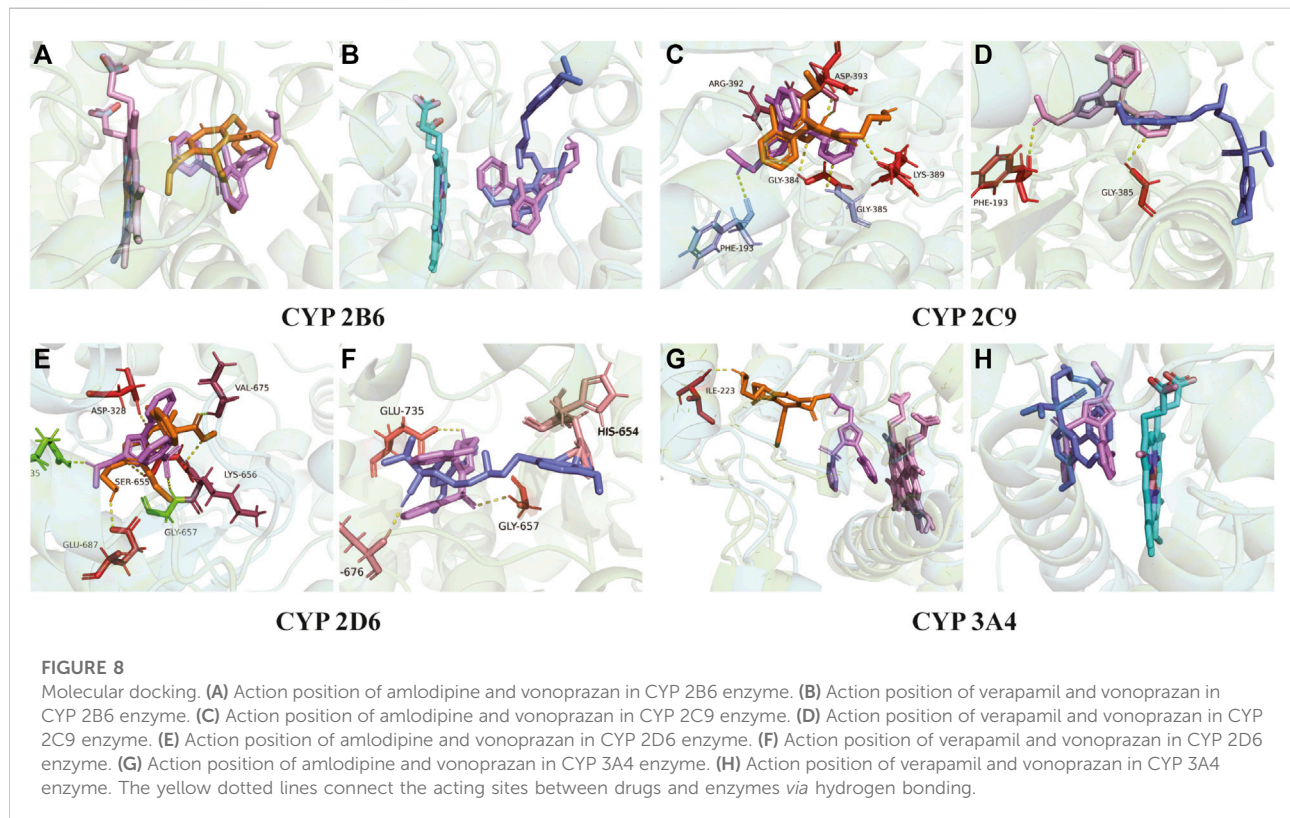 A
B
C
D
ARG-392
ASP-393
GLY-384
LYS-389
GLY-385
PHE-193
PHE-193
GLY-385
CYP 2B6
CYP 2C9
E
F
G
H
ASP-328
VAL-675
35
SER-655
LYS-656
GLY-657
GLU-687
GLU-735
HIS-654
GLY-657
-676
ILE-223
CYP 2D6
CYP 3A4
FIGURE 8
Molecular docking. (A) Action position of amlodipine and vonoprazan in CYP 2B6 enzyme. (B) Action position of verapamil and vonoprazan in
CYP 2B6 enzyme. (C) Action position of amlodipine and vonoprazan in CYP 2C9 enzyme. (D) Action position of verapamil and vonoprazan in CYP
2C9 enzyme. (E) Action position of amlodipine and vonoprazan in CYP 2D6 enzyme. (F) Action position of verapamil and vonoprazan in CYP 2D6
enzyme. (G) Action position of amlodipine and vonoprazan in CYP 3A4 enzyme. (H) Action position of verapamil and vonoprazan in CYP 3A4
enzyme. The yellow dotted lines connect the acting sites between drugs and enzymes via hydrogen bonding.